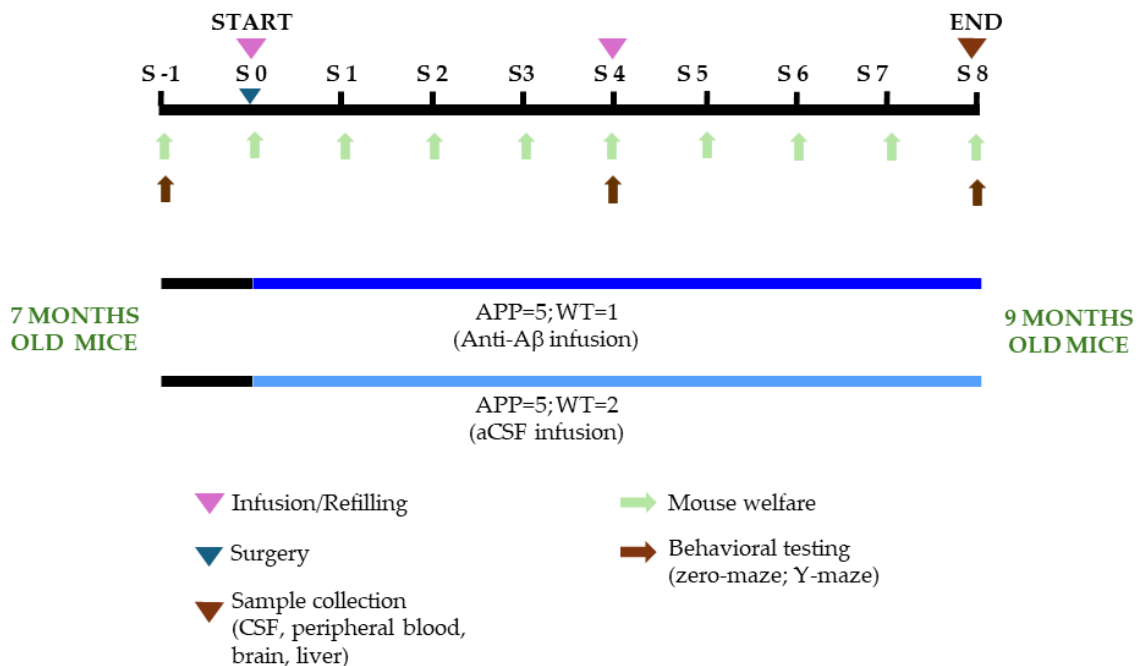 START
END
S -1
S 0
S 1
S 2
S3
S 4
S 5
S 6
S 7
S 8
7 MONTHS
OLD MICE
APP=5; WT=1
(Anti-Aβ infusion)
9 MONTHS
OLD MICE
APP=5; WT=2
(aCSF infusion)
Infusion/Refilling
Surgery
Sample collection
(CSF, peripheral blood,
brain, liver)
Mouse welfare
Behavioral testing
(zero-maze; Y-maze)